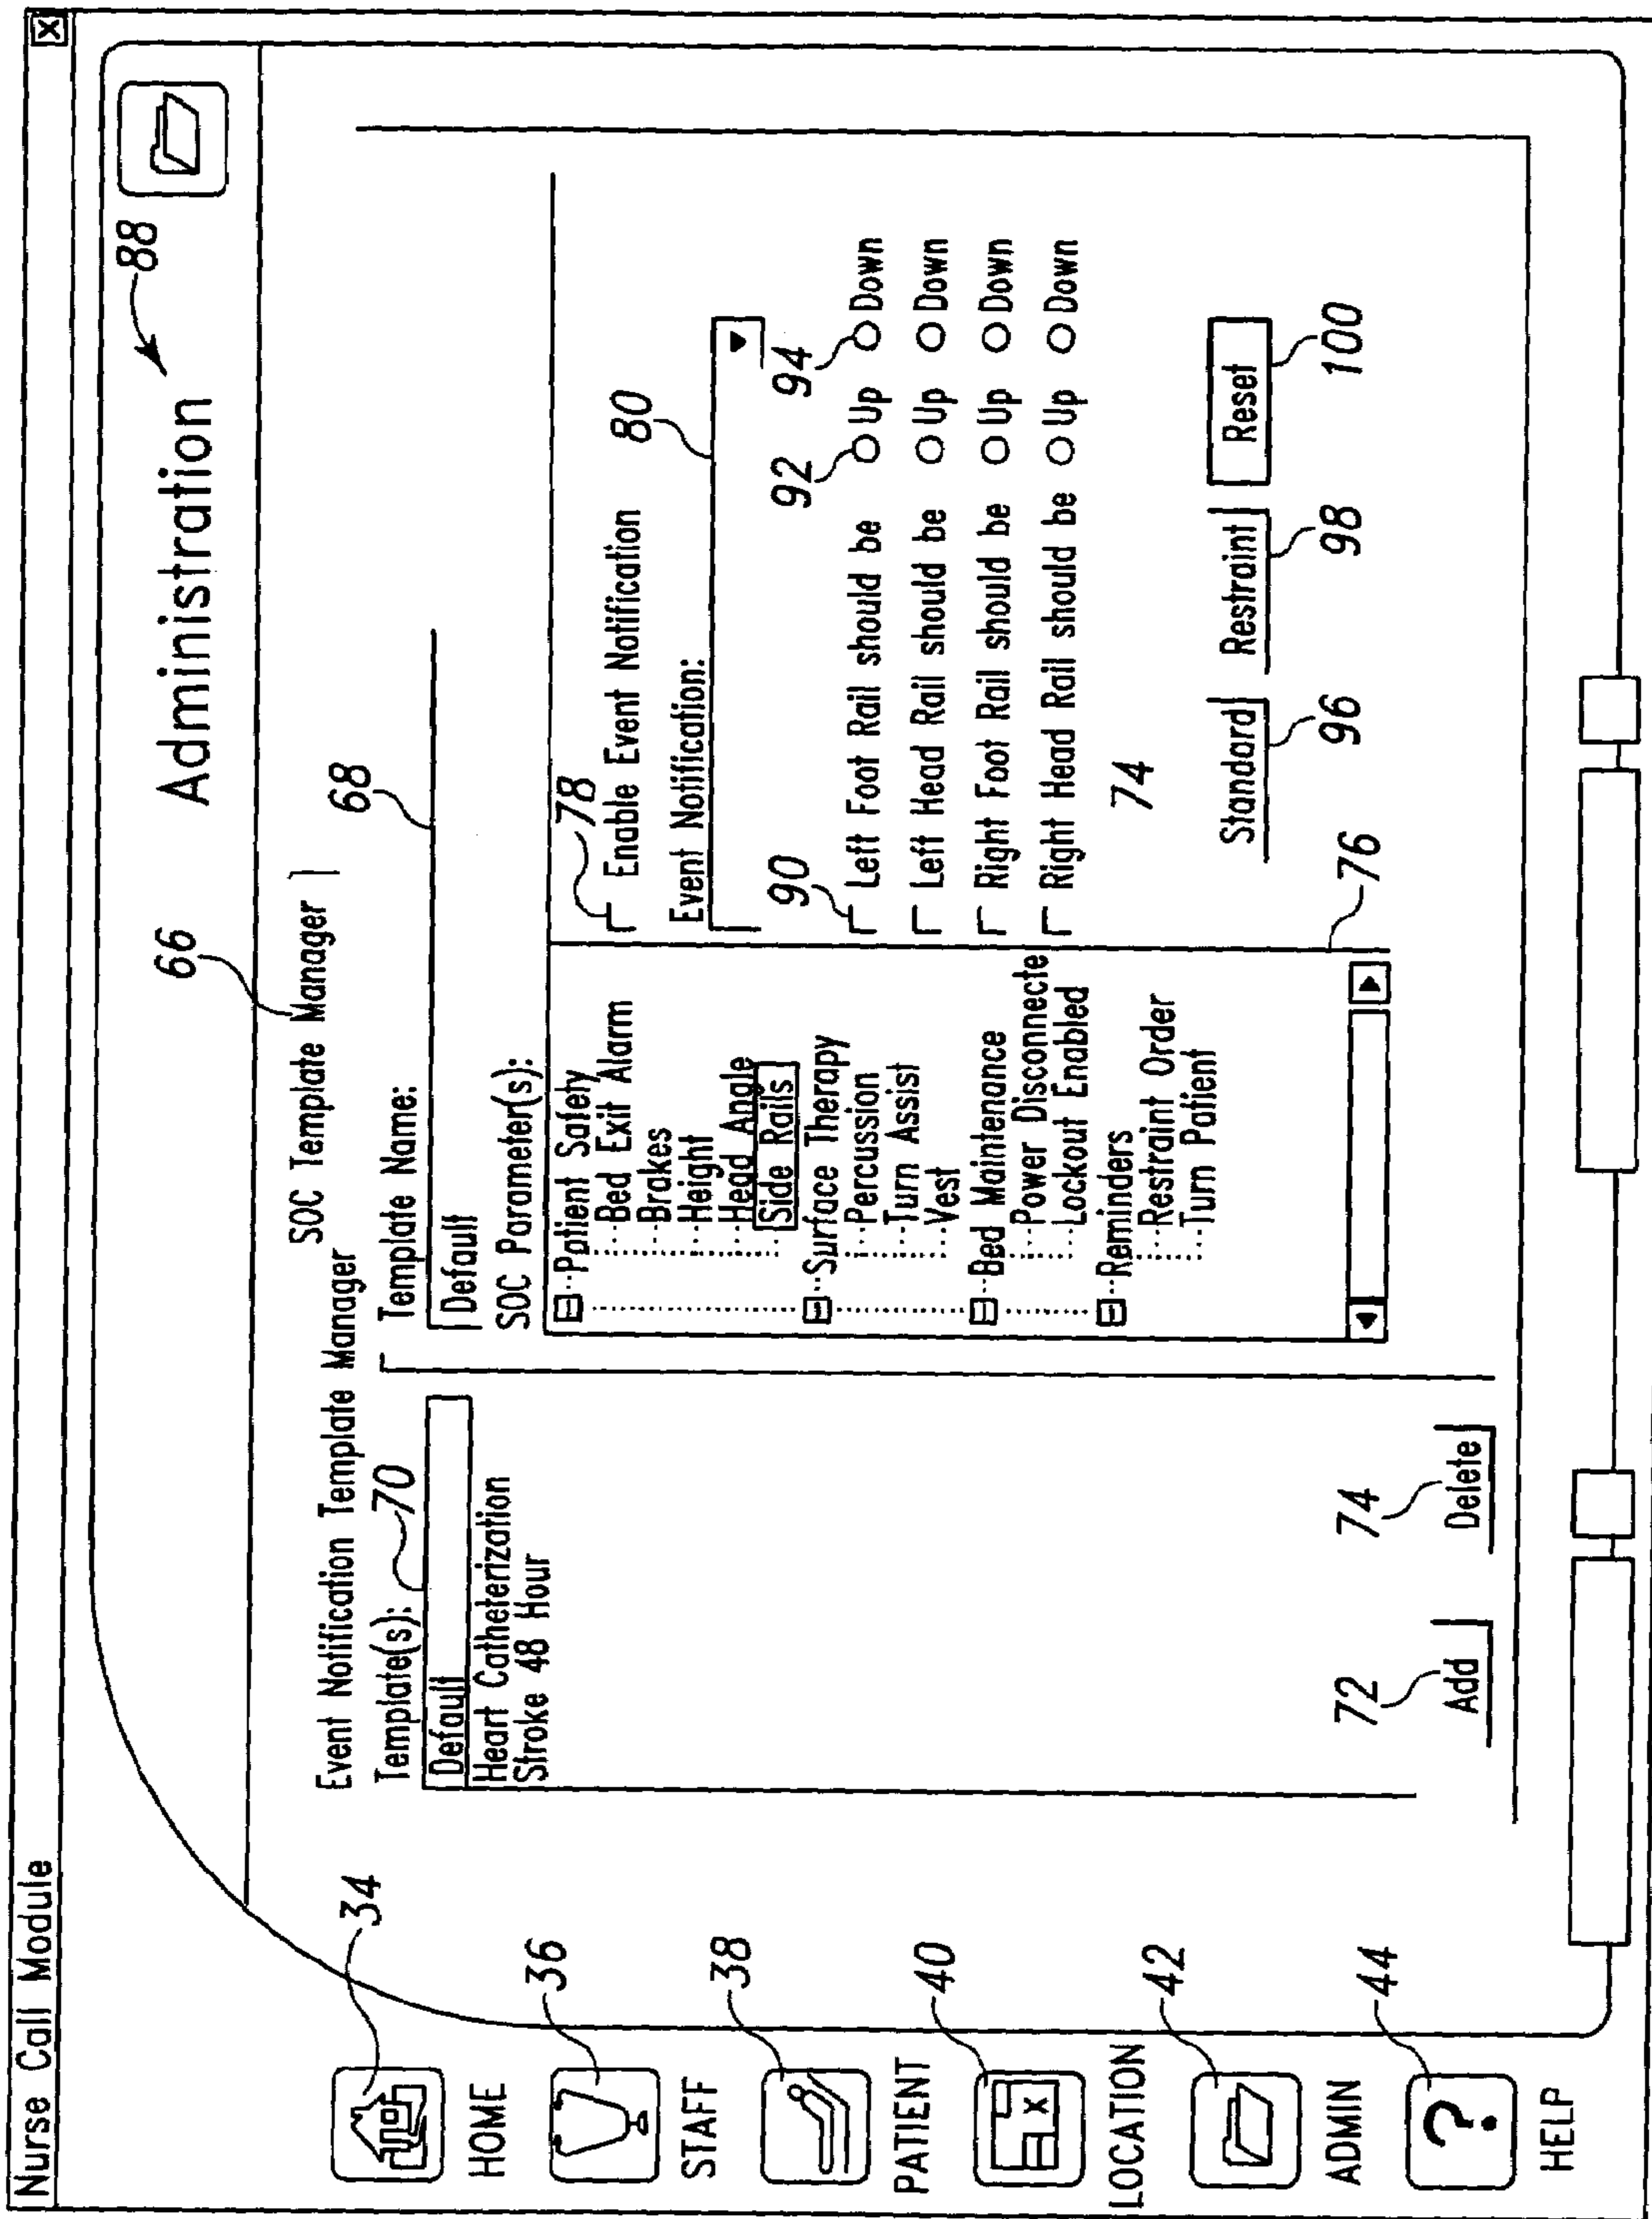 Nurse Call Module
X
Administration
88
66
SOC Template Manager
Event Notification Template Manager
34
HOME
36
STAFF
38
PATIENT
40
LOCATION
X
42
ADMIN
44
?
HELP
Template(s):
70
Default
Heart Catheterization
Stroke 48 Hour
72
Add
74
Delete
Template Name:
68
Default
SOC Parameter(s):
Patient Safety
Bed Exit Alarm
Brakes
Height
Head Angle
Side Rails
Surface Therapy
Percussion
Turn Assist
Vest
Bed Maintenance
Power Disconnecte
Lockout Enabled
Reminders
Restraint Order
Turn Patient
76
78
Enable Event Notification
Event Notification:
80
90
92
94
Left Foot Rail should be Up Down
Left Head Rail should be Up Down
Right Foot Rail should be Up Down
Right Head Rail should be Up Down
74
Standard Restraint Reset
96 98 100